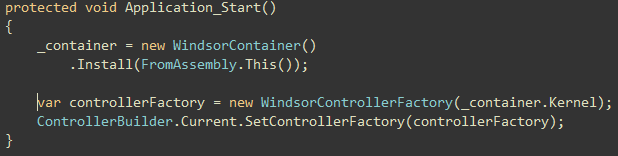 protected void Application_Start()
{
    _container = new WindsorContainer()
        .Install(FromAssembly.This());

    var controllerFactory = new WindsorControllerFactory(_container.Kernel);
    ControllerBuilder.Current.SetControllerFactory(controllerFactory);
}